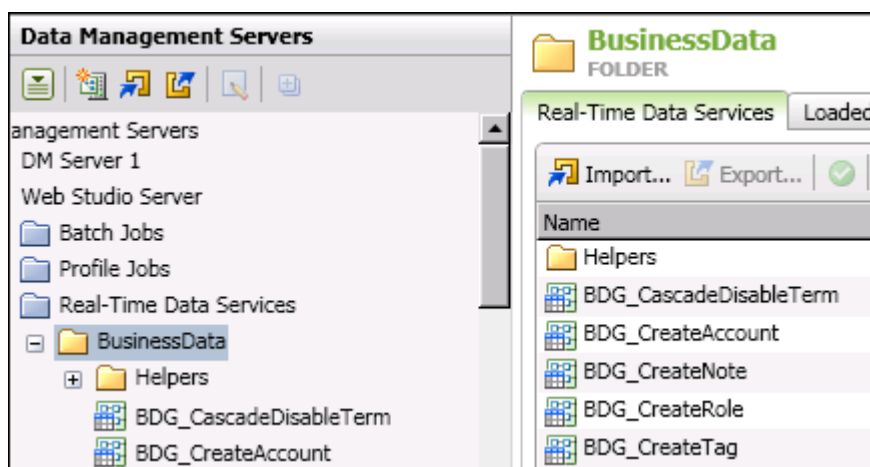 Data Management Servers
anagement Servers
DM Server 1
Web Studio Server
Batch Jobs
Profile Jobs
Real-Time Data Services
BusinessData
Helpers
BDG_CascadeDisableTerm
BDG_CreateAccount
BusinessData
FOLDER
Real-Time Data Services Loaded
Import... Export...
Name
Helpers
BDG_CascadeDisableTerm
BDG_CreateAccount
BDG_CreateNote
BDG_CreateRole
BDG_CreateTag